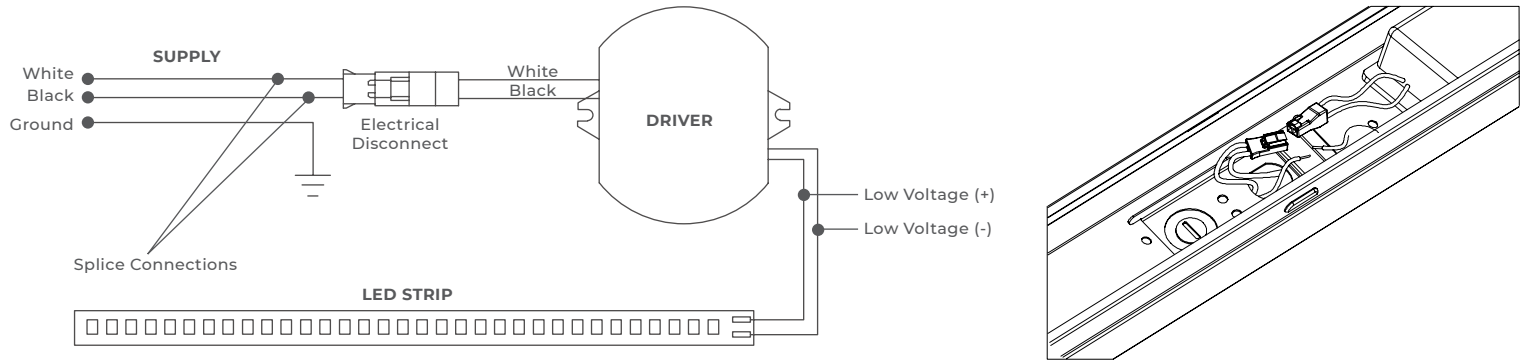 SUPPLY
White
Black
Ground
Electrical
Disconnect
White
Black
DRIVER
Low Voltage (+)
Low Voltage (-)
Splice Connections
LED STRIP